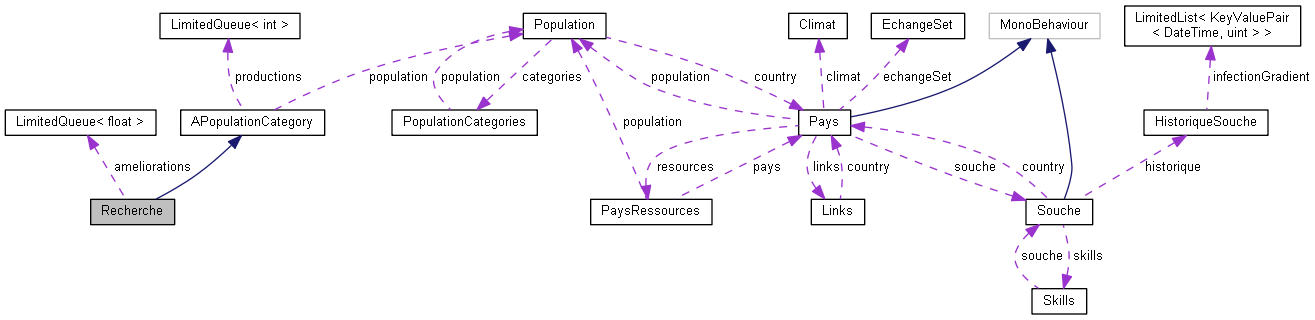 LimitedQueue< int >
Population
Climat
EchangeSet
MonoBehaviour
LimitedList< KeyValuePair
< DateTime, uint > >
productions
population
population
categories
population
country
climat
echangeSet
infectionGradient
LimitedQueue< float >
APopulationCategory
PopulationCategories
population
Pays
HistoriqueSouche
ameliorations
resources
pays
links
country
souche
country
historique
Recherche
PaysRessources
Links
Souche
souche
skills
Skills